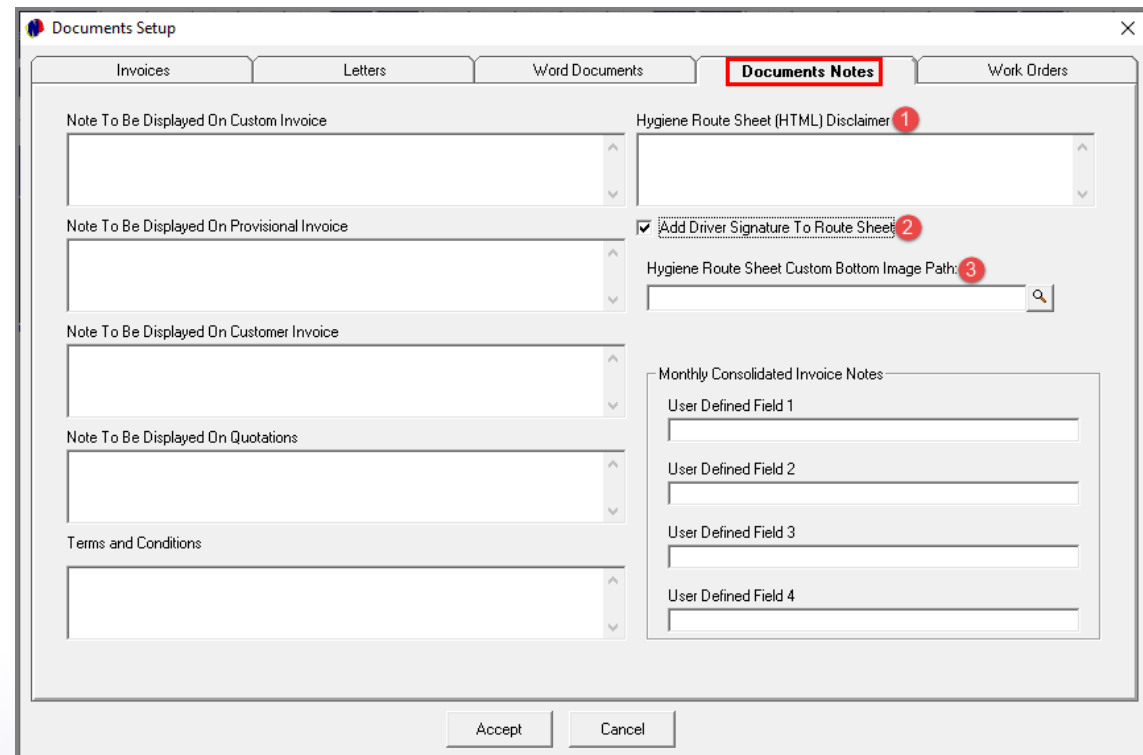 Documents Setup
Invoices
Letters
Word Documents
Documents Notes
Work Orders
Note To Be Displayed On Custom Invoice
Note To Be Displayed On Provisional Invoice
Note To Be Displayed On Customer Invoice
Note To Be Displayed On Quotations
Terms and Conditions
Hygiene Route Sheet (HTML) Disclaimer 1
Add Driver Signature To Route Sheet 2
Hygiene Route Sheet Custom Bottom Image Path: 3
Monthly Consolidated Invoice Notes
User Defined Field 1
User Defined Field 2
User Defined Field 3
User Defined Field 4
Accept
Cancel